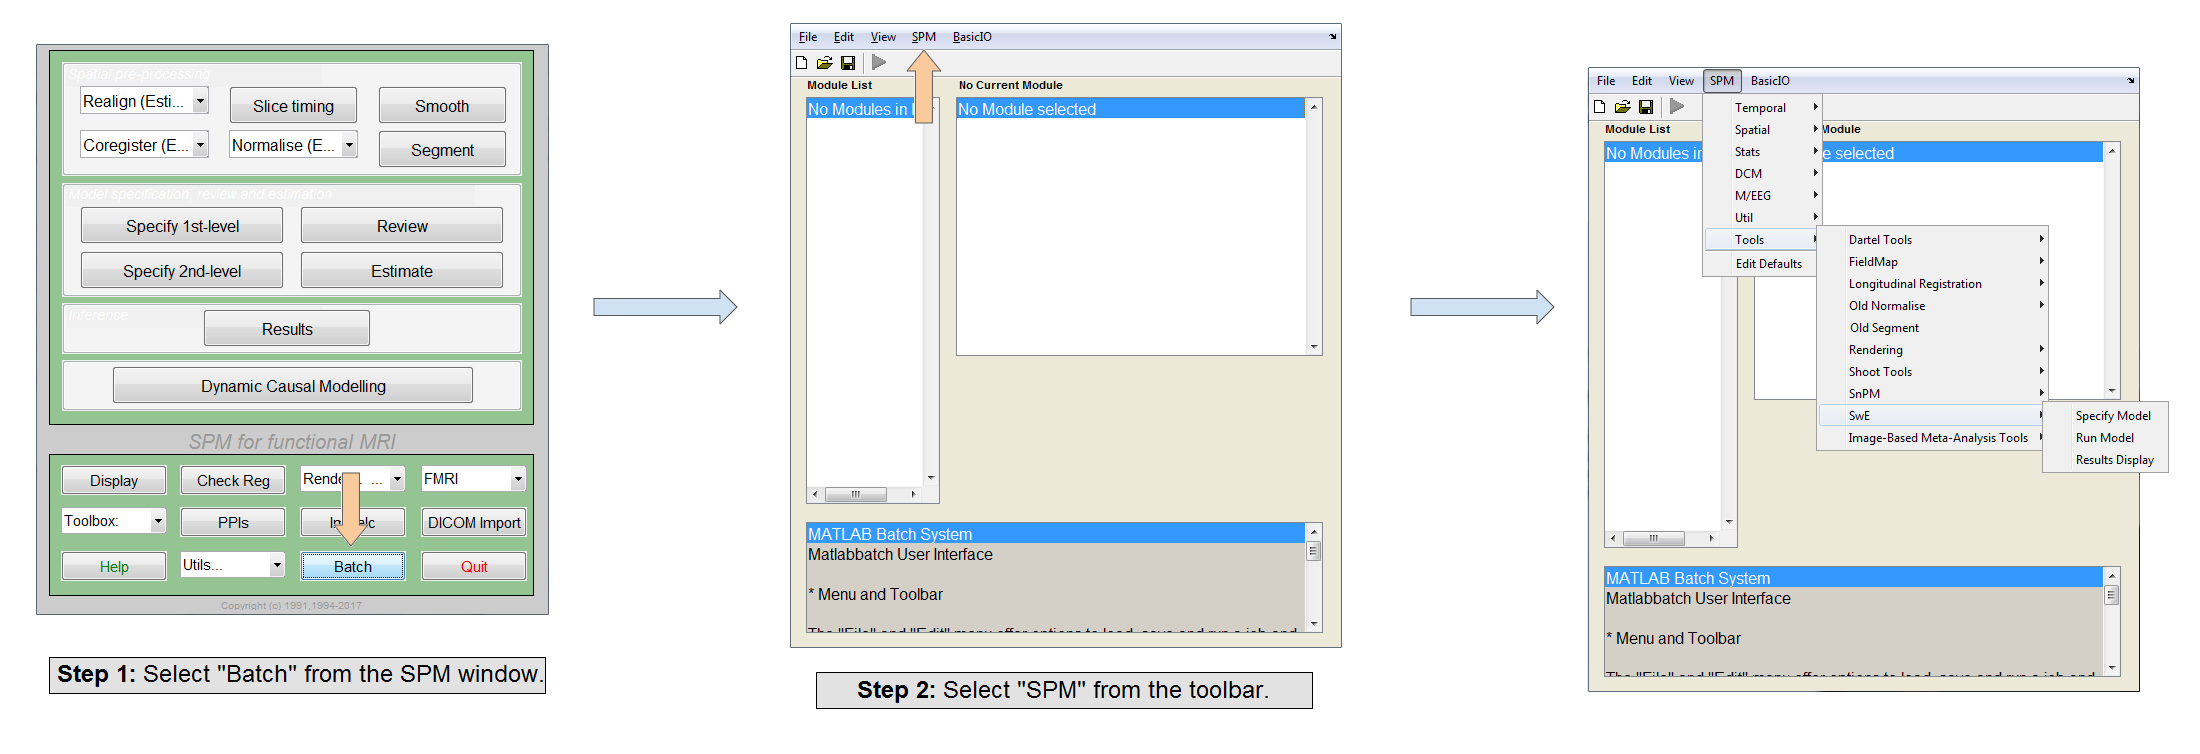 Spatial pre-processing
Realign (Esti...
Slice timing
Smooth
Coregister (E...
Normalise (E...
Segment
Model specification, review and estimation
Specify 1st-level
Review
Specify 2nd-level
Estimate
Inference
Results
Dynamic Causal Modelling
SPM for functional MRI
Display
Check Reg
...
FMRI
Toolbox:
PPIs
DICOM Import
Help
Utils...
Batch
Quit
Copyright (c) 1991,1994-2017
Step 1: Select "Batch" from the SPM window.
File Edit View SPM BasicIO
Module List
No Current Module
No Modules in
No Module selected
MATLAB Batch System
Matlabbatch User Interface
* Menu and Toolbar
The "File" and "Edit" menu offer options to load, save and run a job and
Step 2: Select "SPM" from the toolbar.
File Edit View SPM BasicIO
Module List
Module
No Modules in
selected
Temporal
Spatial
Stats
DCM
M/EEG
Util
Tools
Edit Defaults
Dartel Tools
FieldMap
Longitudinal Registration
Old Normalise
Old Segment
Rendering
Shoot Tools
SnPM
SwE
Image-Based Meta-Analysis Tools
Specify Model
Run Model
Results Display
MATLAB Batch System
Matlabbatch User Interface
* Menu and Toolbar
The "File" and "Edit" menu offer options to load, save and run a job and